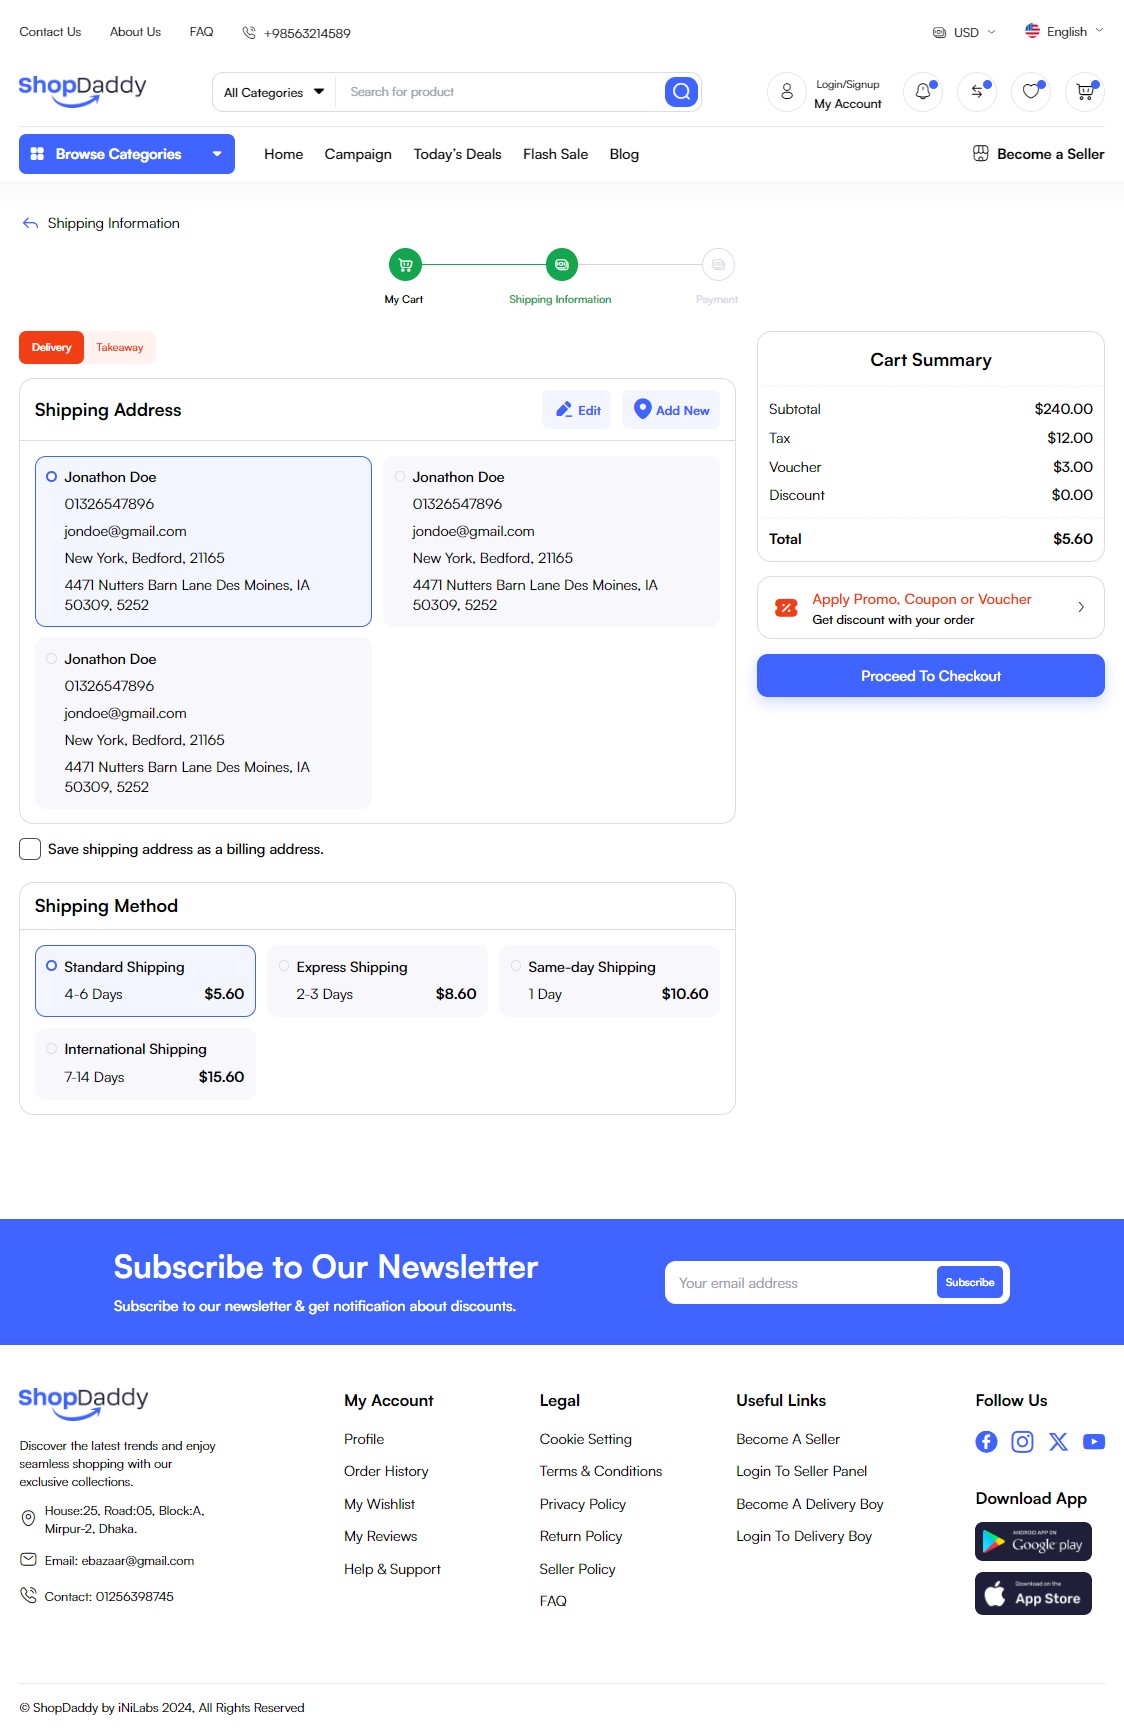 Contact Us
About Us
FAQ
+98563214589
USD
English
ShopDaddy
All Categories
Search for product
Login/Signup
My Account
Browse Categories
Home
Campaign
Today's Deals
Flash Sale
Blog
Become a Seller
Shipping Information
My Cart
Shipping Information
Payment
Delivery
Takeaway
Shipping Address
Edit
Add New
Jonathon Doe
01326547896
jondoe@gmail.com
New York, Bedford, 21165
4471 Nutters Barn Lane Des Moines, IA
50309, 5252
Jonathon Doe
01326547896
jondoe@gmail.com
New York, Bedford, 21165
4471 Nutters Barn Lane Des Moines, IA
50309, 5252
Jonathon Doe
01326547896
jondoe@gmail.com
New York, Bedford, 21165
4471 Nutters Barn Lane Des Moines, IA
50309, 5252
Save shipping address as a billing address.
Shipping Method
Standard Shipping
4-6 Days $5.60
Express Shipping
2-3 Days $8.60
Same-day Shipping
1 Day $10.60
International Shipping
7-14 Days $15.60
Cart Summary
Subtotal $240.00
Tax $12.00
Voucher $3.00
Discount $0.00
Total $5.60
Apply Promo, Coupon or Voucher
Get discount with your order
Proceed To Checkout
Subscribe to Our Newsletter
Subscribe to our newsletter & get notification about discounts.
Your email address
Subscribe
ShopDaddy
Discover the latest trends and enjoy
seamless shopping with our
exclusive collections.
House:25, Road:05, Block:A,
Mirpur-2, Dhaka.
Email: ebazaar@gmail.com
Contact: 01256398745
My Account
Profile
Order History
My Wishlist
My Reviews
Help & Support
Legal
Cookie Setting
Terms & Conditions
Privacy Policy
Return Policy
Seller Policy
FAQ
Useful Links
Become A Seller
Login To Seller Panel
Become A Delivery Boy
Login To Delivery Boy
Follow Us
Download App
ANDROID APP ON
Google play
Download on the
App Store
© ShopDaddy by iNiLabs 2024, All Rights Reserved